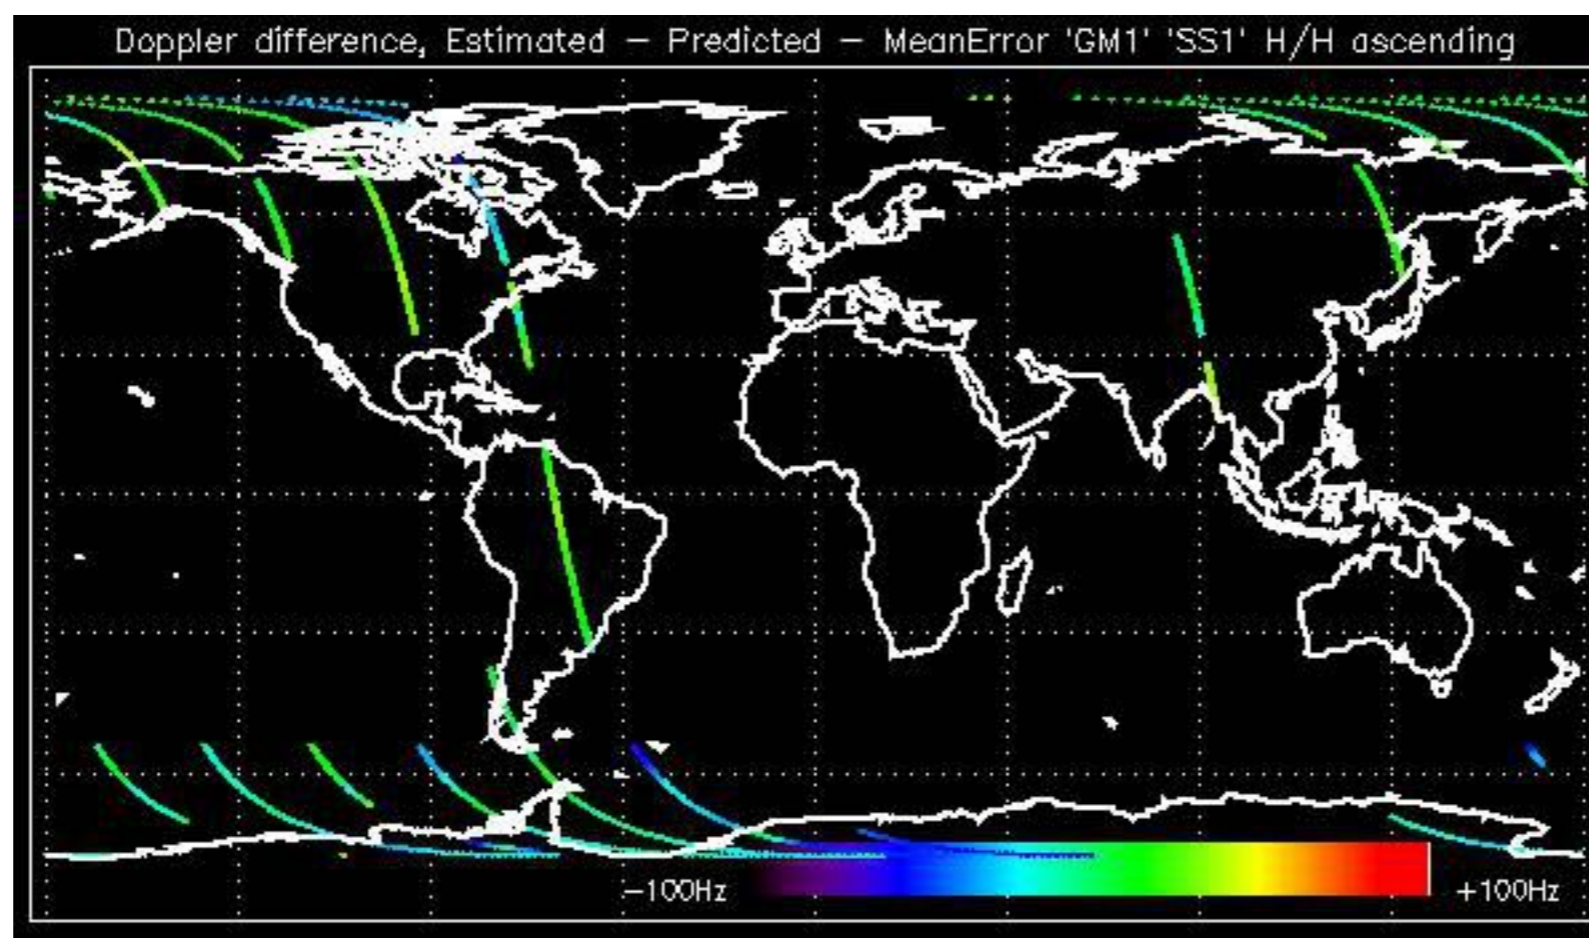 Doppler difference, Estimated — Predicted — MeanError 'GM1' 'SS1' H/H ascending
−100Hz
+100Hz